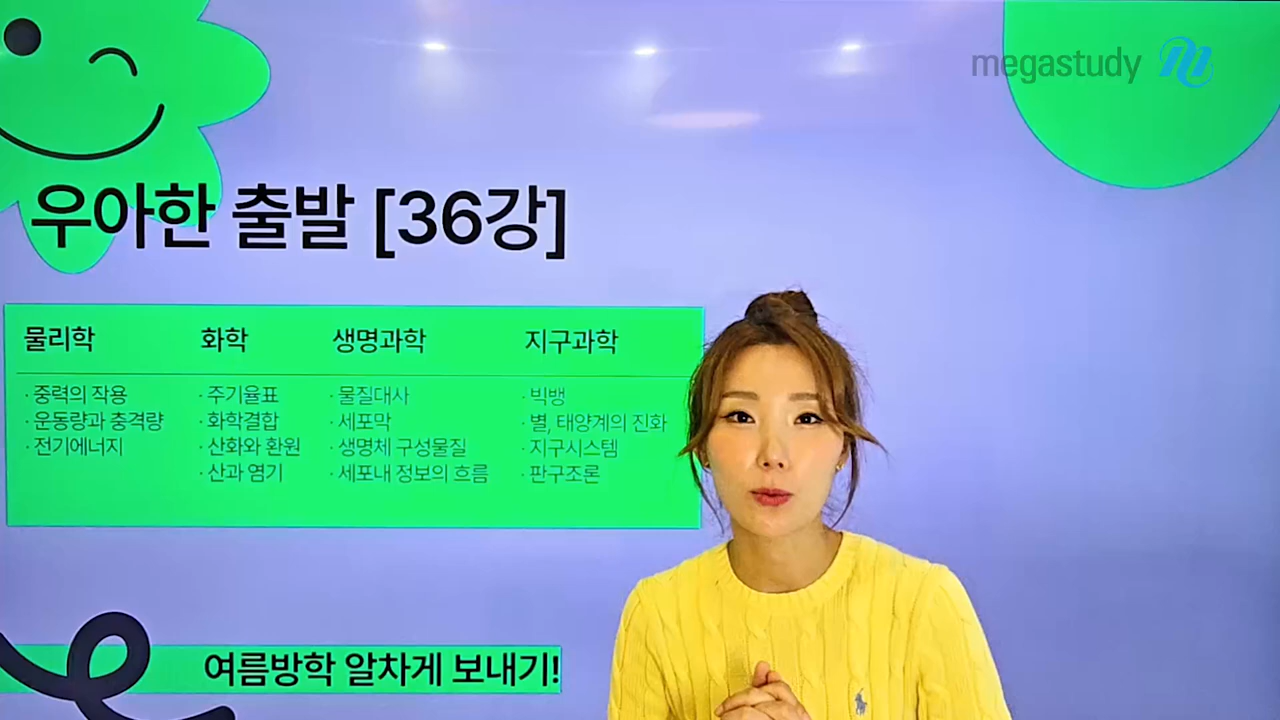 megastudy
우아한 출발 [36강]
물리학 화학 생명과학 지구과학
· 중력의 작용 · 주기율표 · 물질대사 · 빅뱅
· 운동량과 충격량 · 화학결합 · 세포막 · 별, 태양계의 진화
· 전기에너지 · 산화와 환원 · 생명체 구성물질 · 지구시스템
· 산과 염기 · 세포내 정보의 흐름 · 판구조론
여름방학 알차게 보내기!